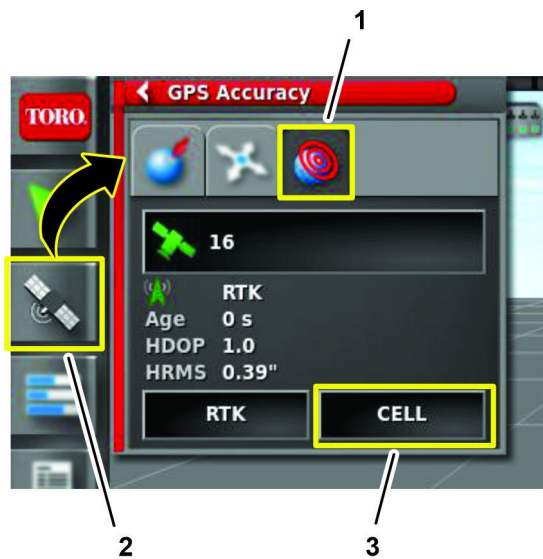 1
TORO.
GPS Accuracy
16
RTK
Age 0 s
HDOP 1.0
HRMS 0.39"
RTK CELL
2 3